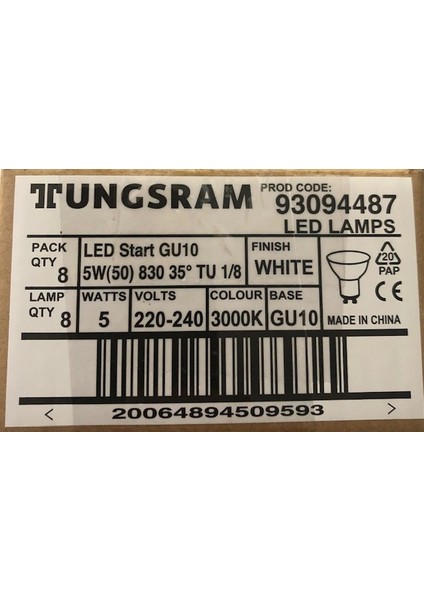 TUNGSRAM
PROD CODE:
93094487
LED LAMPS
PACK QTY 8
LED Start GU10
5W(50) 830 35° TU 1/8
FINISH
WHITE
20
PAP
LAMP QTY 8
WATTS
5
VOLTS
220-240
COLOUR
3000K
BASE
GU10
CE
MADE IN CHINA
< 20064894509593 >